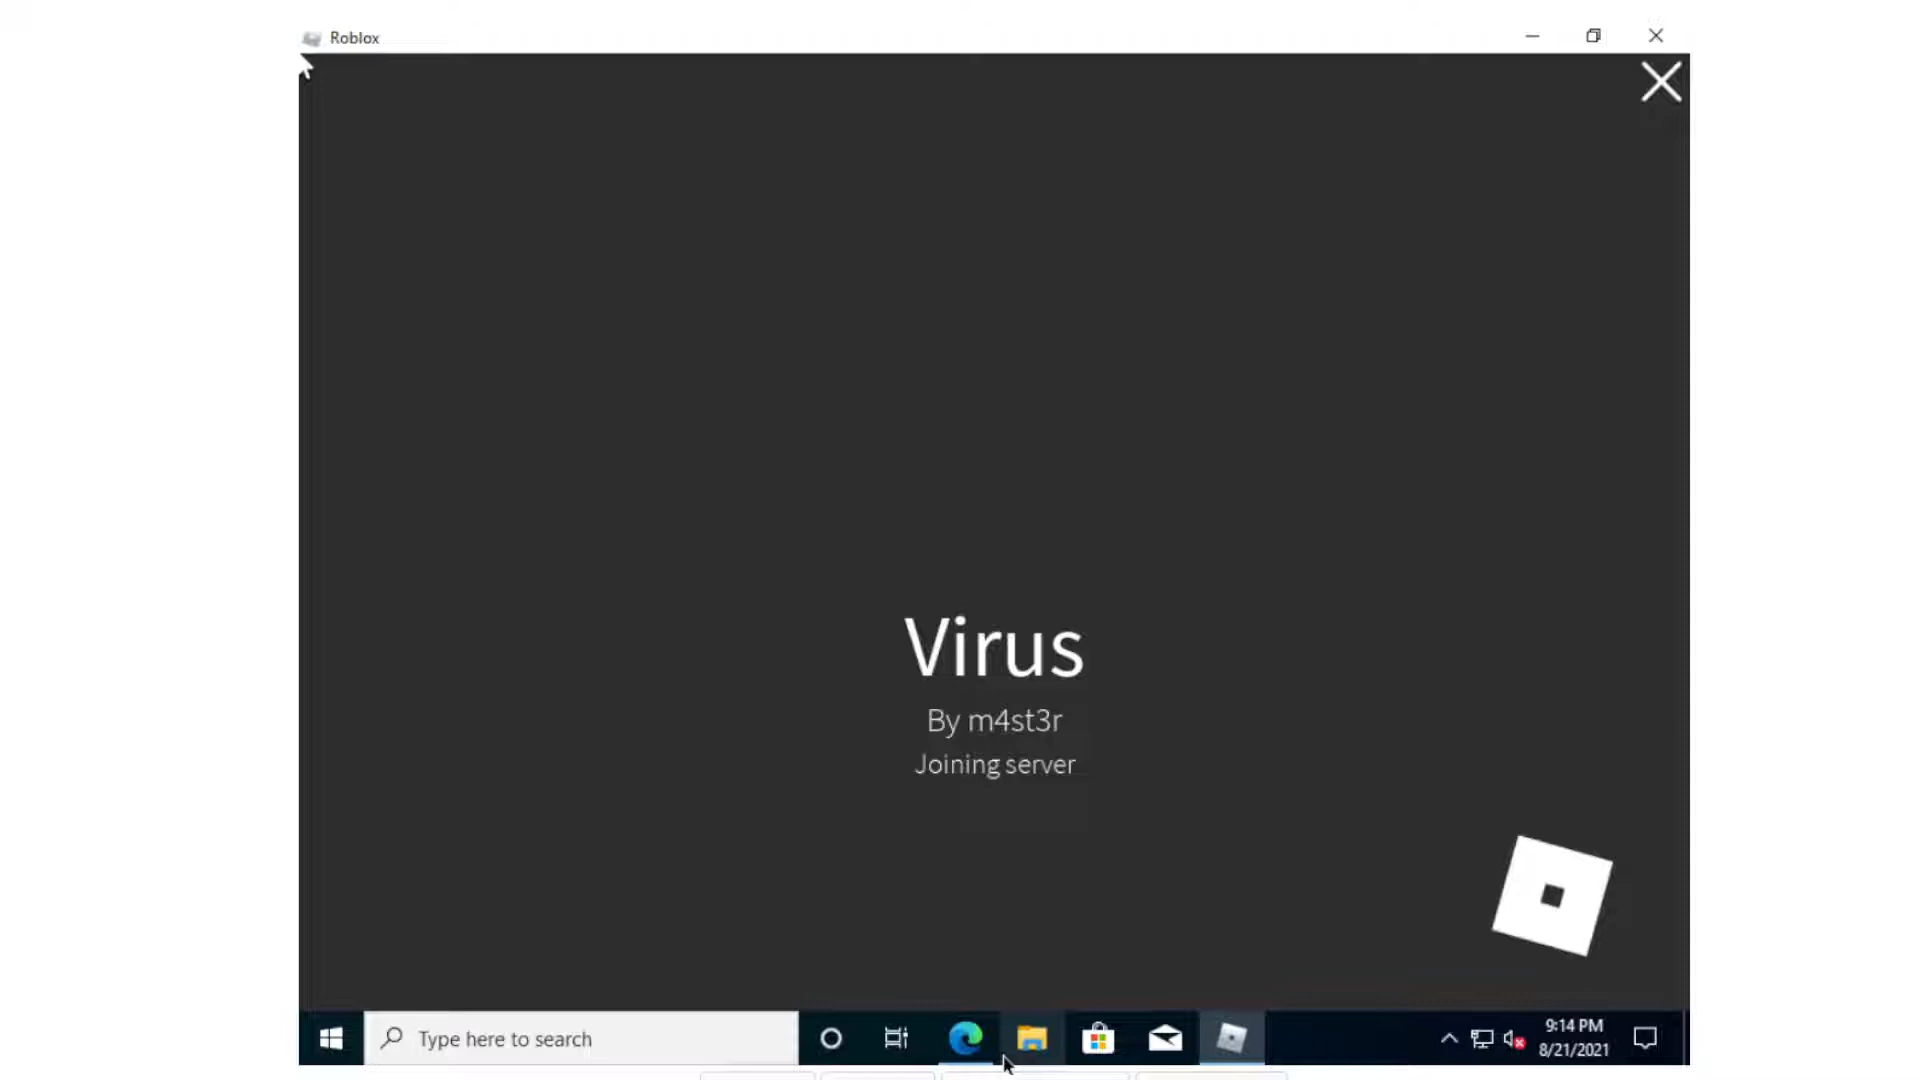 Roblox
Virus
By m4st3r
Joining server
Type here to search
9:14 PM
8/21/2021